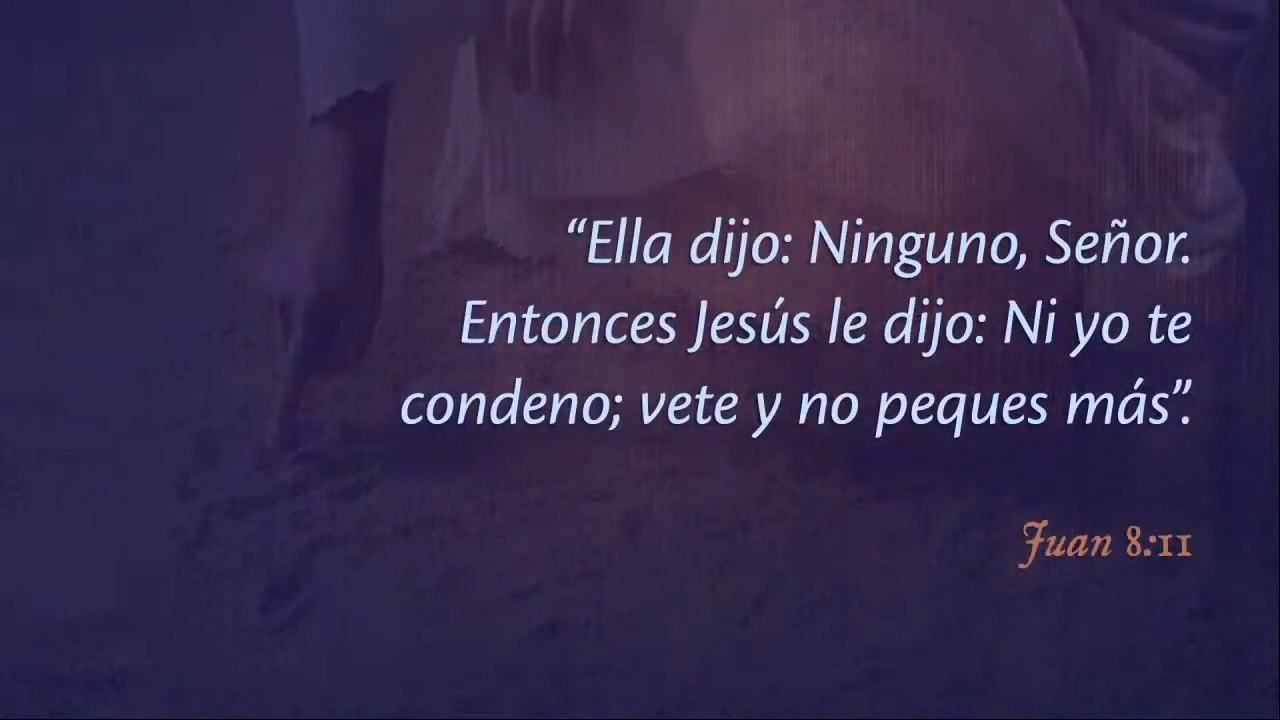 “Ella dijo: Ninguno, Señor.
Entonces Jesús le dijo: Ni yo te
condeno; vete y no peques más”.
Juan 8:11